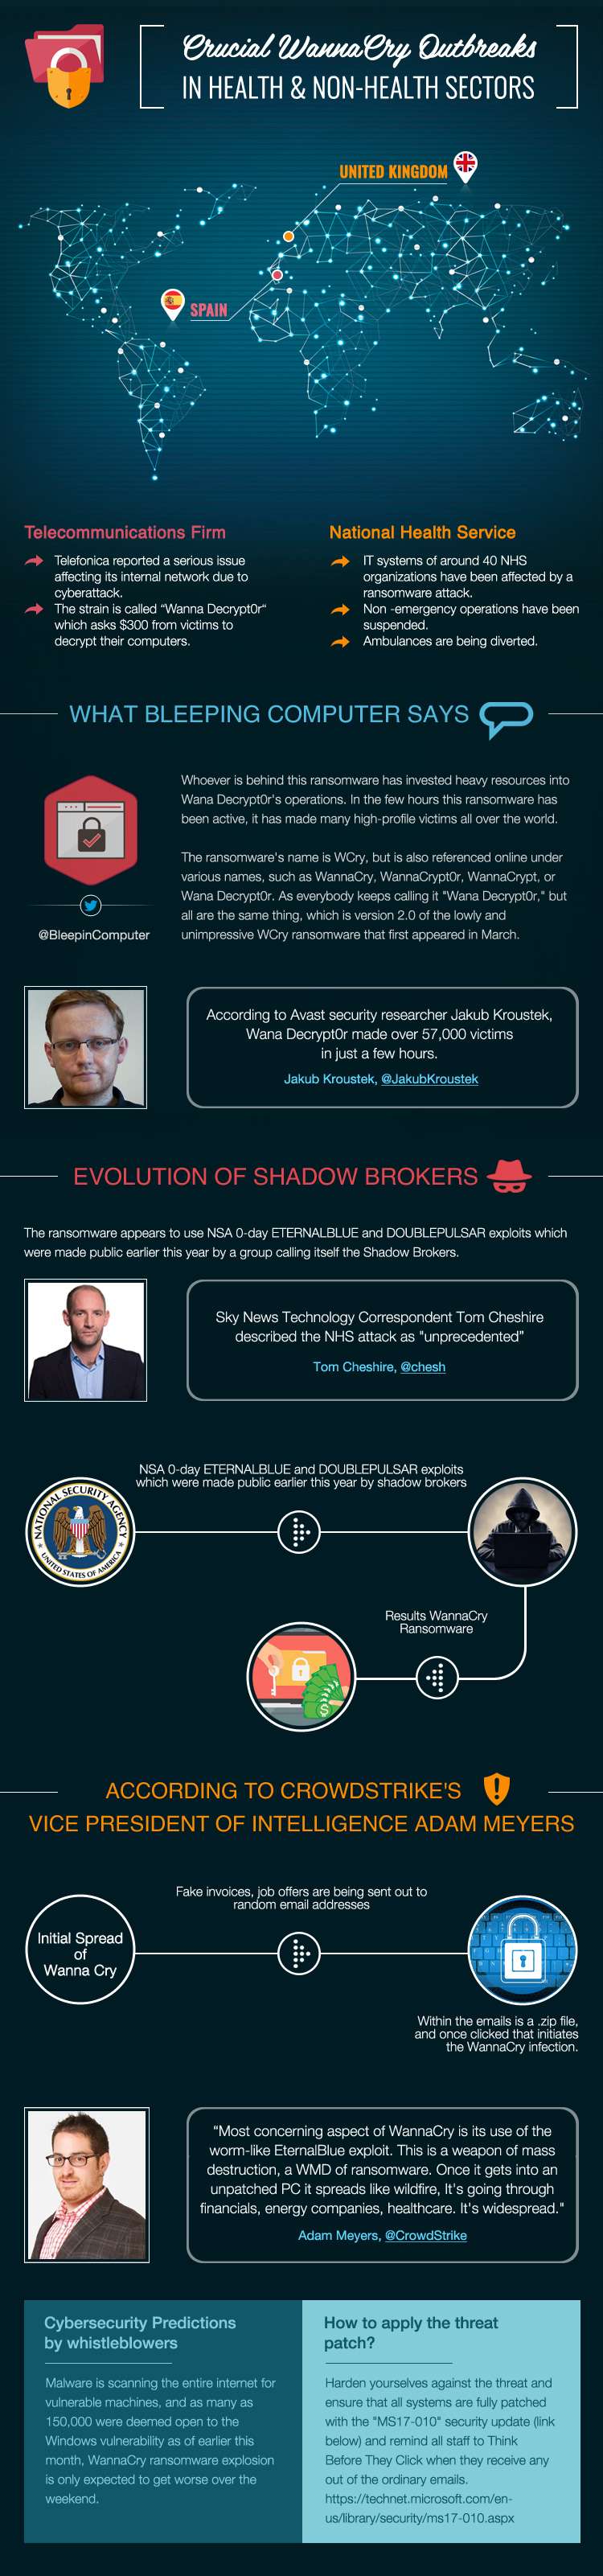 Crucial WannaCry Outbreaks
IN HEALTH & NON-HEALTH SECTORS
UNITED KINGDOM
SPAIN
Telecommunications Firm
Telefonica reported a serious issue
affecting its internal network due to
cyberattack.
The strain is called "Wanna Decrypt0r"
which asks $300 from victims to
decrypt their computers.
National Health Service
IT systems of around 40 NHS
organizations have been affected by a
ransomware attack.
Non -emergency operations have been
suspended.
Ambulances are being diverted.
WHAT BLEEPING COMPUTER SAYS
Whoever is behind this ransomware has invested heavy resources into
Wana Decrypt0r's operations. In the few hours this ransomware has
been active, it has made many high-profile victims all over the world.
The ransomware's name is WCry, but is also referenced online under
various names, such as WannaCry, WannaCrypt0r, WannaCrypt, or
Wana Decrypt0r. As everybody keeps calling it "Wana Decrypt0r," but
all are the same thing, which is version 2.0 of the lowly and
unimpressive WCry ransomware that first appeared in March.
@BleepinComputer
According to Avast security researcher Jakub Kroustek,
Wana Decrypt0r made over 57,000 victims
in just a few hours.
Jakub Kroustek, @JakubKroustek
EVOLUTION OF SHADOW BROKERS
The ransomware appears to use NSA 0-day ETERNALBLUE and DOUBLEPULSAR exploits which
were made public earlier this year by a group calling itself the Shadow Brokers.
Sky News Technology Correspondent Tom Cheshire
described the NHS attack as "unprecedented"
Tom Cheshire, @chesh
NSA 0-day ETERNALBLUE and DOUBLEPULSAR exploits
which were made public earlier this year by shadow brokers
NATIONAL SECURITY AGENCY
UNITED STATES OF AMERICA
Results WannaCry
Ransomware
$
ACCORDING TO CROWDSTRIKE'S
VICE PRESIDENT OF INTELLIGENCE ADAM MEYERS
Fake invoices, job offers are being sent out to
random email addresses
Initial Spread
of
Wanna Cry
Within the emails is a .zip file,
and once clicked that initiates
the WannaCry infection.
"Most concerning aspect of WannaCry is its use of the
worm-like EternalBlue exploit. This is a weapon of mass
destruction, a WMD of ransomware. Once it gets into an
unpatched PC it spreads like wildfire, It's going through
financials, energy companies, healthcare. It's widespread."
Adam Meyers, @CrowdStrike
Cybersecurity Predictions
by whistleblowers
Malware is scanning the entire internet for
vulnerable machines, and as many as
150,000 were deemed open to the
Windows vulnerability as of earlier this
month, WannaCry ransomware explosion
is only expected to get worse over the
weekend.
How to apply the threat
patch?
Harden yourselves against the threat and
ensure that all systems are fully patched
with the "MS17-010" security update (link
below) and remind all staff to Think
Before They Click when they receive any
out of the ordinary emails.
https://technet.microsoft.com/en-
us/library/security/ms17-010.aspx